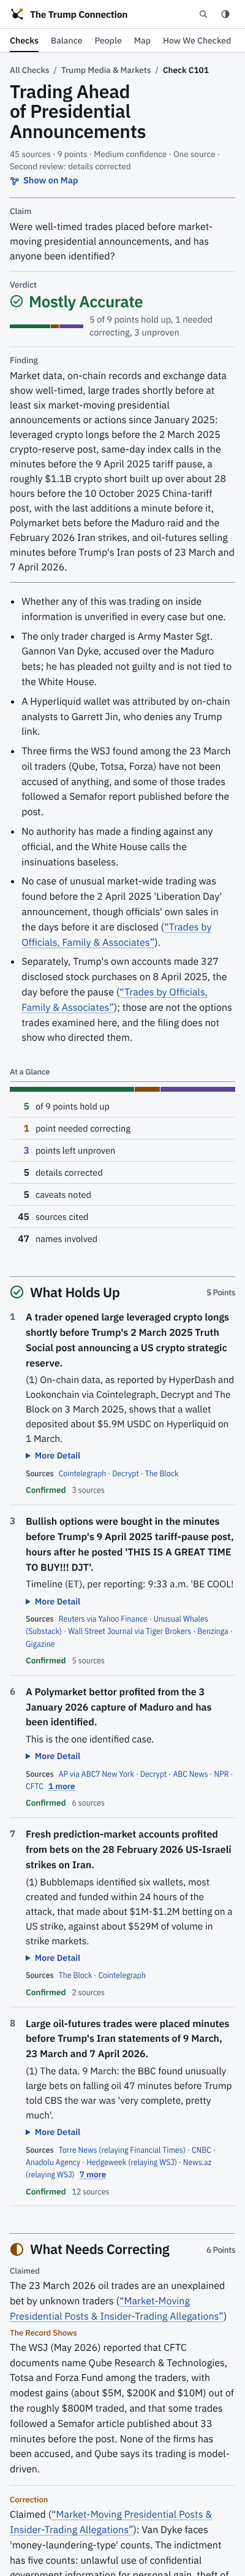 The Trump Connection
Checks Balance People Map How We Checked
All Checks / Trump Media & Markets / Check C101
Trading Ahead
of Presidential
Announcements
45 sources · 9 points · Medium confidence · One source ·
Second review: details corrected
Show on Map
Claim
Were well-timed trades placed before market-
moving presidential announcements, and has
anyone been identified?
Verdict
Mostly Accurate
5 of 9 points hold up, 1 needed
correcting, 3 unproven
Finding
Market data, on-chain records and exchange data
show well-timed, large trades shortly before at
least six market-moving presidential
announcements or actions since January 2025:
leveraged crypto longs before the 2 March 2025
crypto-reserve post, same-day index calls in the
minutes before the 9 April 2025 tariff pause, a
roughly $1.1B crypto short built up over about 28
hours before the 10 October 2025 China-tariff
post, with the last additions a minute before it,
Polymarket bets before the Maduro raid and the
February 2026 Iran strikes, and oil-futures selling
minutes before Trump's Iran posts of 23 March and
7 April 2026.
• Whether any of this was trading on inside
information is unverified in every case but one.
• The only trader charged is Army Master Sgt.
Gannon Van Dyke, accused over the Maduro
bets; he has pleaded not guilty and is not tied to
the White House.
• A Hyperliquid wallet was attributed by on-chain
analysts to Garrett Jin, who denies any Trump
link.
• Three firms the WSJ found among the 23 March
oil traders (Qube, Totsa, Forza) have not been
accused of anything, and some of those trades
followed a Semafor report published before the
post.
• No authority has made a finding against any
official, and the White House calls the
insinuations baseless.
• No case of unusual market-wide trading was
found before the 2 April 2025 'Liberation Day'
announcement, though officials' own sales in
the days before it are disclosed ("Trades by
Officials, Family & Associates").
• Separately, Trump's own accounts made 327
disclosed stock purchases on 8 April 2025, the
day before the pause ("Trades by Officials,
Family & Associates"); those are not the options
trades examined here, and the filing does not
show who directed them.
At a Glance
5 of 9 points hold up
1 point needed correcting
3 points left unproven
5 details corrected
5 caveats noted
45 sources cited
47 names involved
What Holds Up 5 Points
1 A trader opened large leveraged crypto longs
shortly before Trump's 2 March 2025 Truth
Social post announcing a US crypto strategic
reserve.
(1) On-chain data, as reported by HyperDash and
Lookonchain via Cointelegraph, Decrypt and The
Block on 3 March 2025, shows that a wallet
deposited about $5.9M USDC on Hyperliquid on
1 March.
More Detail
Sources Cointelegraph · Decrypt · The Block
Confirmed 3 sources
3 Bullish options were bought in the minutes
before Trump's 9 April 2025 tariff-pause post,
hours after he posted 'THIS IS A GREAT TIME
TO BUY!!! DJT'.
Timeline (ET), per reporting: 9:33 a.m. 'BE COOL!
More Detail
Sources Reuters via Yahoo Finance · Unusual Whales
(Substack) · Wall Street Journal via Tiger Brokers · Benzinga ·
Gigazine
Confirmed 5 sources
6 A Polymarket bettor profited from the 3
January 2026 capture of Maduro and has
been identified.
This is the one identified case.
More Detail
Sources AP via ABC7 New York · Decrypt · ABC News · NPR ·
CFTC 1 more
Confirmed 6 sources
7 Fresh prediction-market accounts profited
from bets on the 28 February 2026 US-Israeli
strikes on Iran.
(1) Bubblemaps identified six wallets, most
created and funded within 24 hours of the
attack, that made about $1M-$1.2M betting on a
US strike, against about $529M of volume in
strike markets.
More Detail
Sources The Block · Cointelegraph
Confirmed 2 sources
8 Large oil-futures trades were placed minutes
before Trump's Iran statements of 9 March,
23 March and 7 April 2026.
(1) The data. 9 March: the BBC found unusually
large bets on falling oil 47 minutes before Trump
told CBS the war was 'very complete, pretty
much'.
More Detail
Sources Torre News (relaying Financial Times) · CNBC ·
Anadolu Agency · Hedgeweek (relaying WSJ) · News.az
(relaying WSJ) 7 more
Confirmed 12 sources
What Needs Correcting 6 Points
Claimed
The 23 March 2026 oil trades are an unexplained
bet by unknown traders ("Market-Moving
Presidential Posts & Insider-Trading Allegations")
The Record Shows
The WSJ (May 2026) reported that CFTC
documents name Qube Research & Technologies,
Totsa and Forza Fund among the traders, with
modest gains (about $5M, $200K and $10M) out of
the roughly $800M traded, and that some trades
followed a Semafor article published about 33
minutes before the post. None of the firms has
been accused, and Qube says its trading is model-
driven.
Correction
Claimed ("Market-Moving Presidential Posts &
Insider-Trading Allegations"): Van Dyke faces
'money-laundering-type' counts. The indictment
has five counts: unlawful use of confidential